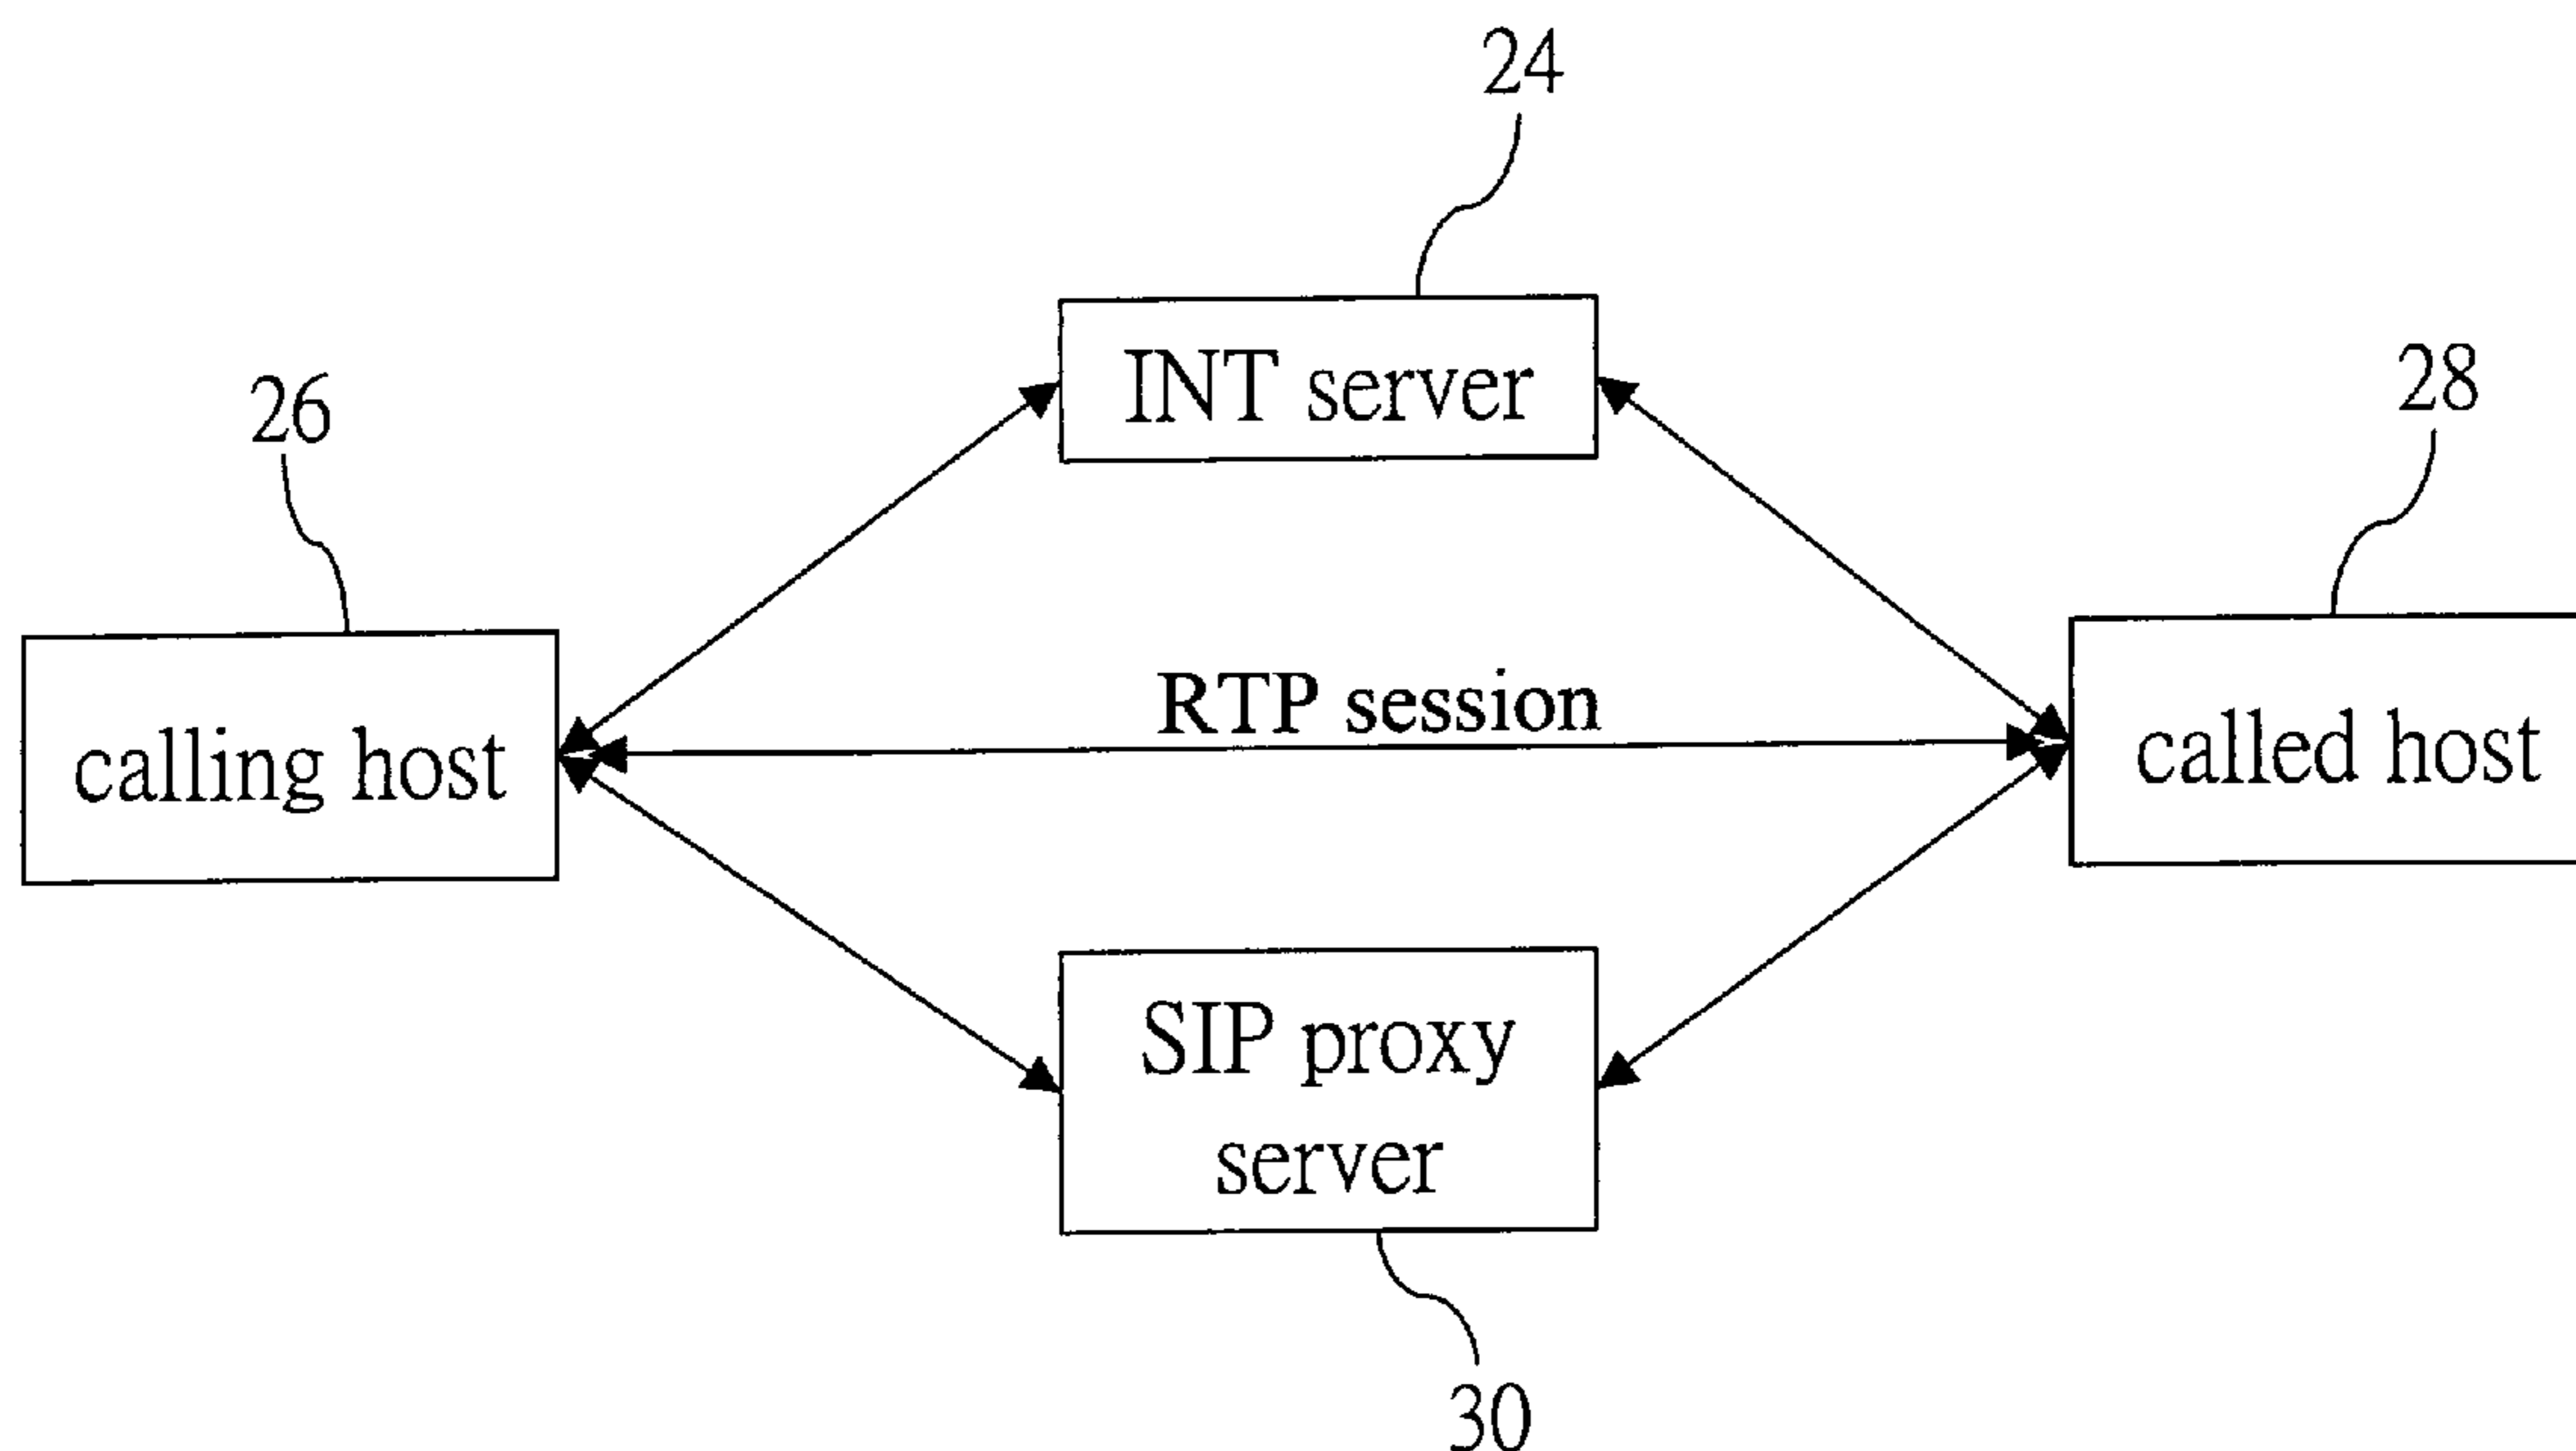 24
INT server
26
28
RTP session
calling host
called host
SIP proxy
server
30